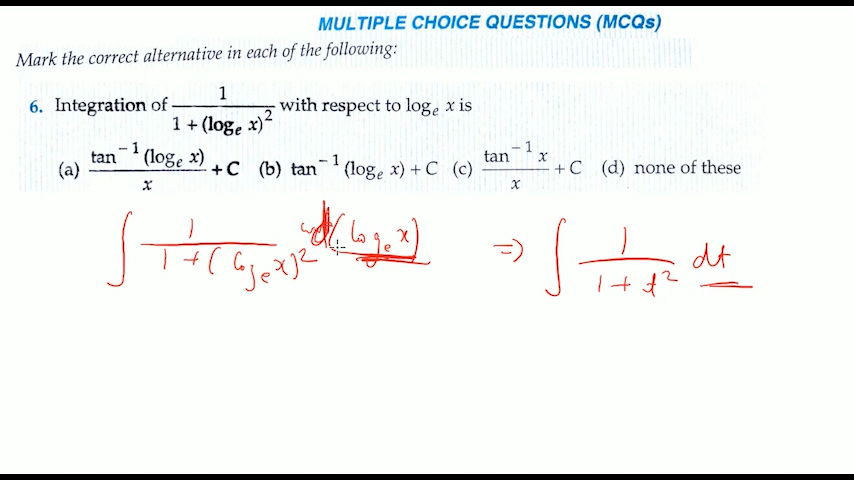 MULTIPLE CHOICE QUESTIONS (MCQs)
Mark the correct alternative in each of the following:
6. Integration of 1/(1 + (logₑ x)²) with respect to logₑ x is
(a) tan⁻¹ (logₑ x)/x + C (b) tan⁻¹ (logₑ x) + C (c) tan⁻¹ x/x + C (d) none of these
∫ 1/(1 + (logₑ x)²) d(logₑ x) ⇒ ∫ 1/(1 + t²) dt